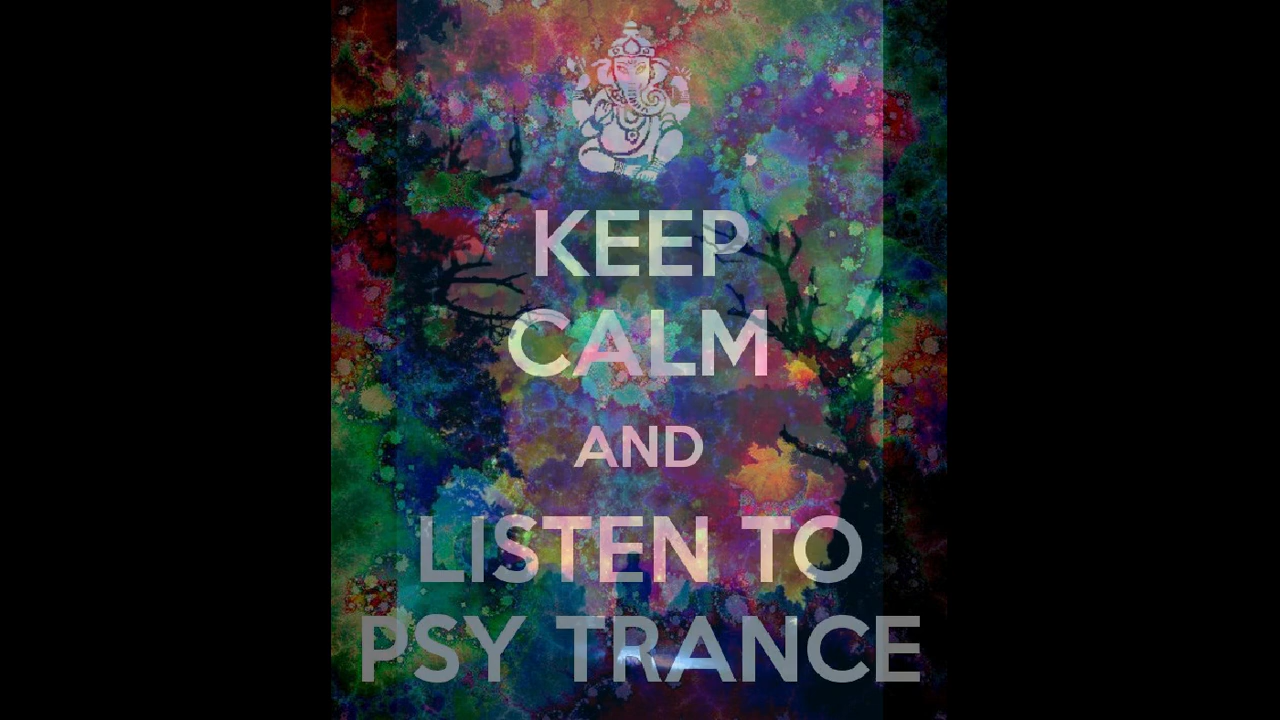 KEEP
CALM
AND
LISTEN TO
PSY TRANCE